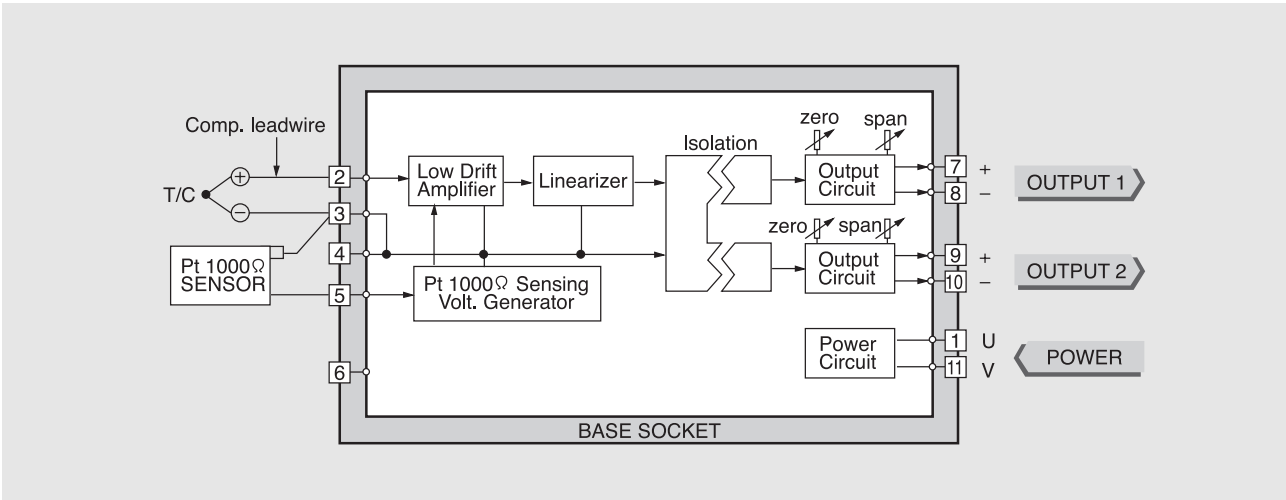 Comp. leadwire
T/C
+
−
Pt 1000Ω
SENSOR
2
3
4
5
6
Low Drift
Amplifier
Linearizer
Pt 1000Ω Sensing
Volt. Generator
Isolation
zero
span
Output
Circuit
7
+
8
−
OUTPUT 1
zero
span
Output
Circuit
9
+
10
−
OUTPUT 2
Power
Circuit
1
U
11
V
POWER
BASE SOCKET